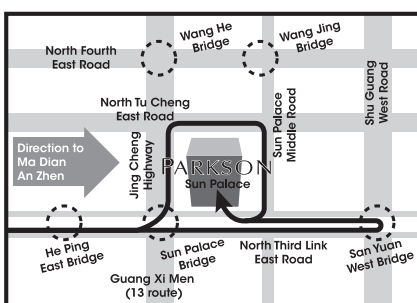 Wang He
Bridge
Wang Jing
Bridge
North Fourth
East Road
Shu Guang
West Road
North Tu Cheng
East Road
Sun Palace
Middle Road
Direction to
Ma Dian
An Zhen
Jing Cheng
Highway
PARKSON
Sun Palace
He Ping
East Bridge
Sun Palace
Bridge
North Third Link
East Road
San Yuan
West Bridge
Guang Xi Men
(13 route)